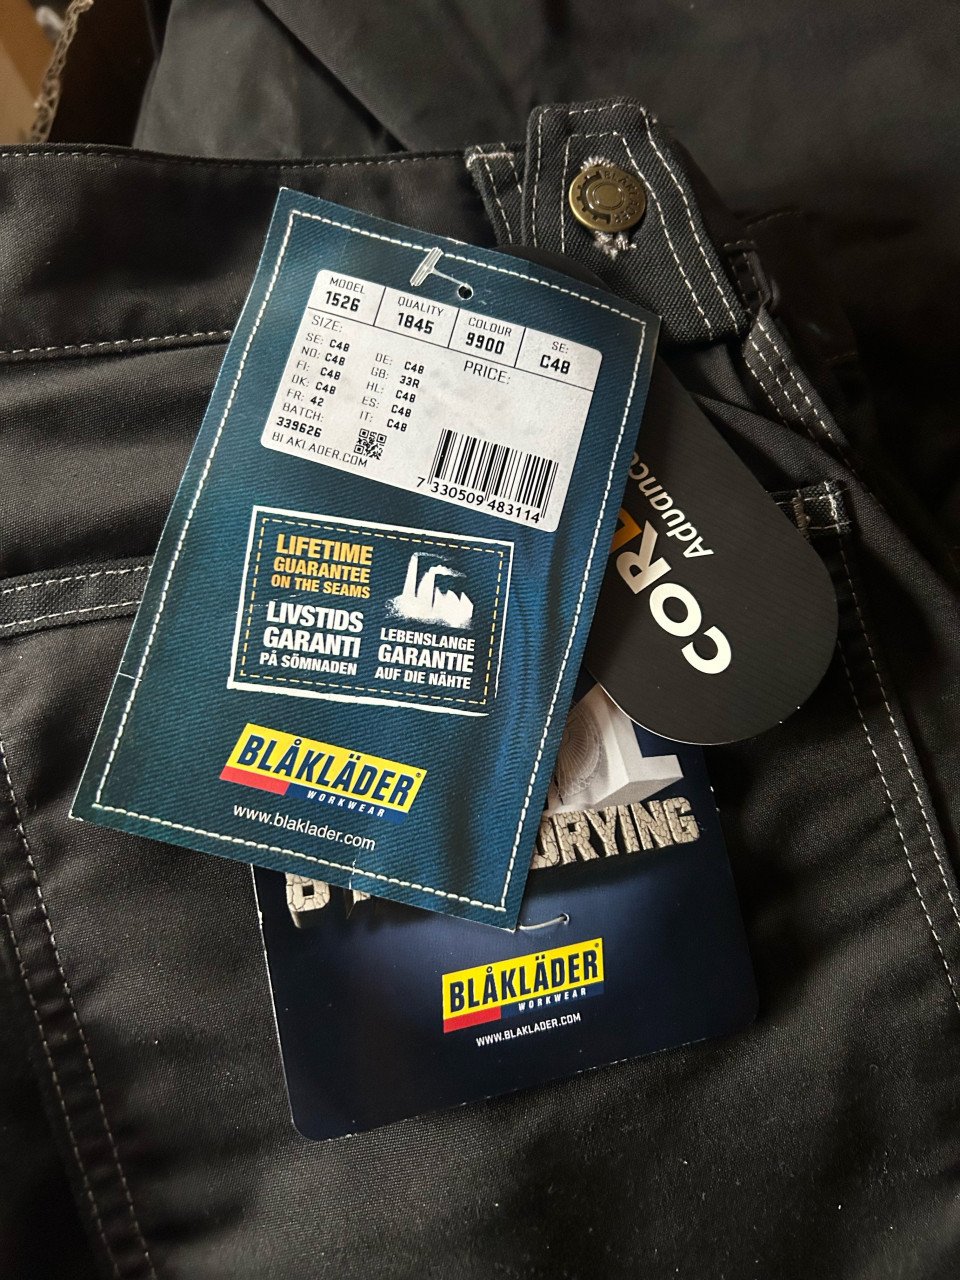 BLÅKLÄDER
MODEL
1526
QUALITY
1845
COLOUR
9900
SE:
C48
SIZE:
PRICE:
SE: C48
NO: C48
FI: C48
DK: C48
FR: 42
DE: C48
GB: 33R
NL: C48
ES: C48
IT: C48
BATCH:
339626
BLAKLADER.COM
7 330509 483114
LIFETIME
GUARANTEE
ON THE SEAMS
LIVSTIDS
GARANTI
PÅ SÖMNADEN
LEBENSLANGE
GARANTIE
AUF DIE NÄHTE
BLÅKLÄDER®
WORKWEAR
www.blaklader.com
COR
Advance
DRYING
BLÅKLÄDER®
WORKWEAR
WWW.BLAKLADER.COM